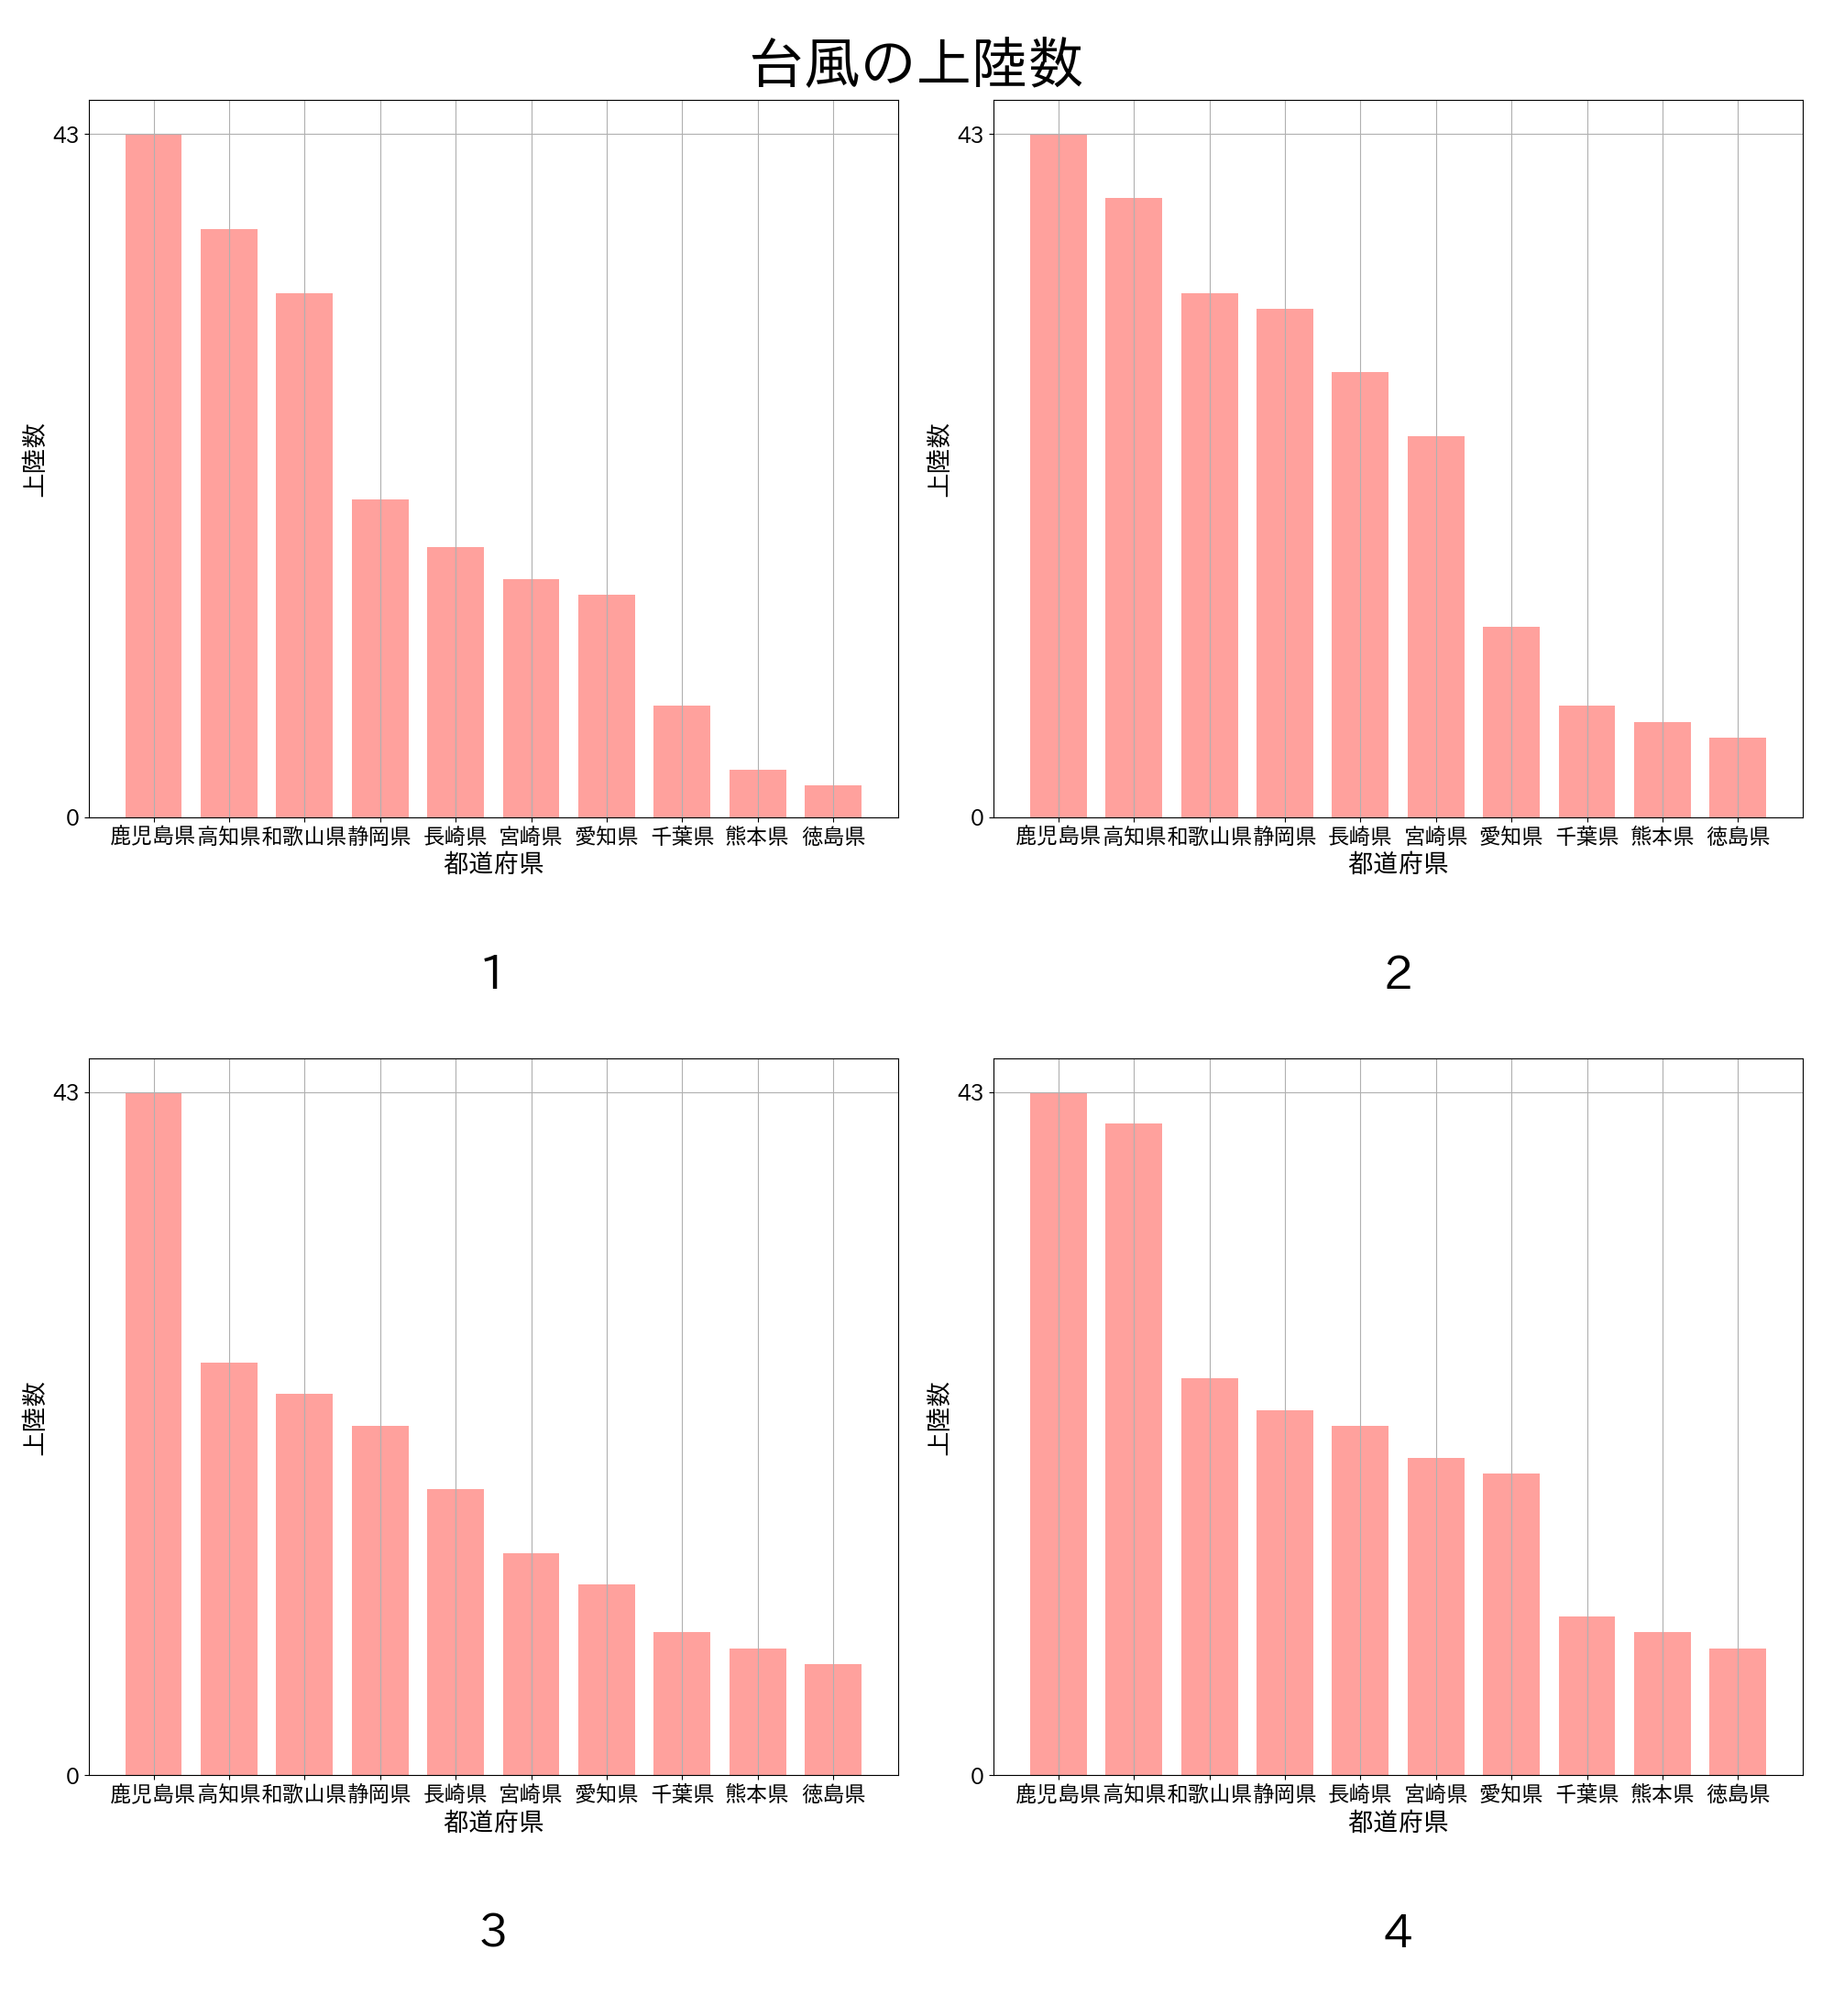 台風の上陸数
43
上陸数
0
鹿児島県 高知県 和歌山県 静岡県 長崎県 宮崎県 愛知県 千葉県 熊本県 徳島県
都道府県
1
43
上陸数
0
鹿児島県 高知県 和歌山県 静岡県 長崎県 宮崎県 愛知県 千葉県 熊本県 徳島県
都道府県
2
43
上陸数
0
鹿児島県 高知県 和歌山県 静岡県 長崎県 宮崎県 愛知県 千葉県 熊本県 徳島県
都道府県
3
43
上陸数
0
鹿児島県 高知県 和歌山県 静岡県 長崎県 宮崎県 愛知県 千葉県 熊本県 徳島県
都道府県
4